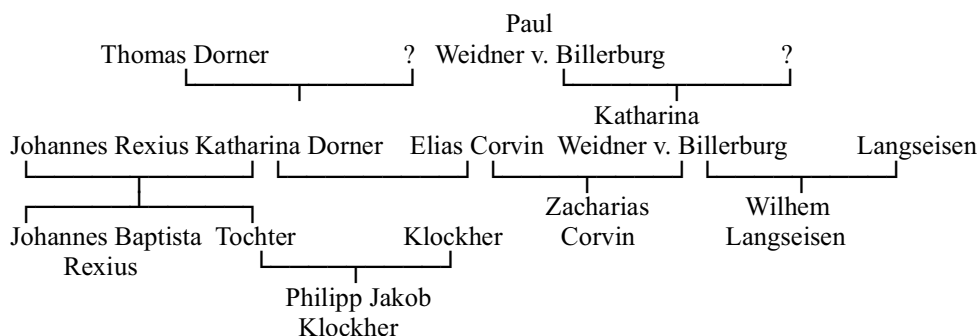 Paul
Thomas Dorner ? Weidner v. Billerburg ?
Katharina
Johannes Rexius Katharina Dorner Elias Corvin Weidner v. Billerburg Langseisen
Zacharias Wilhem
Johannes Baptista Tochter Klockher Corvin Langseisen
Rexius
Philipp Jakob
Klockher